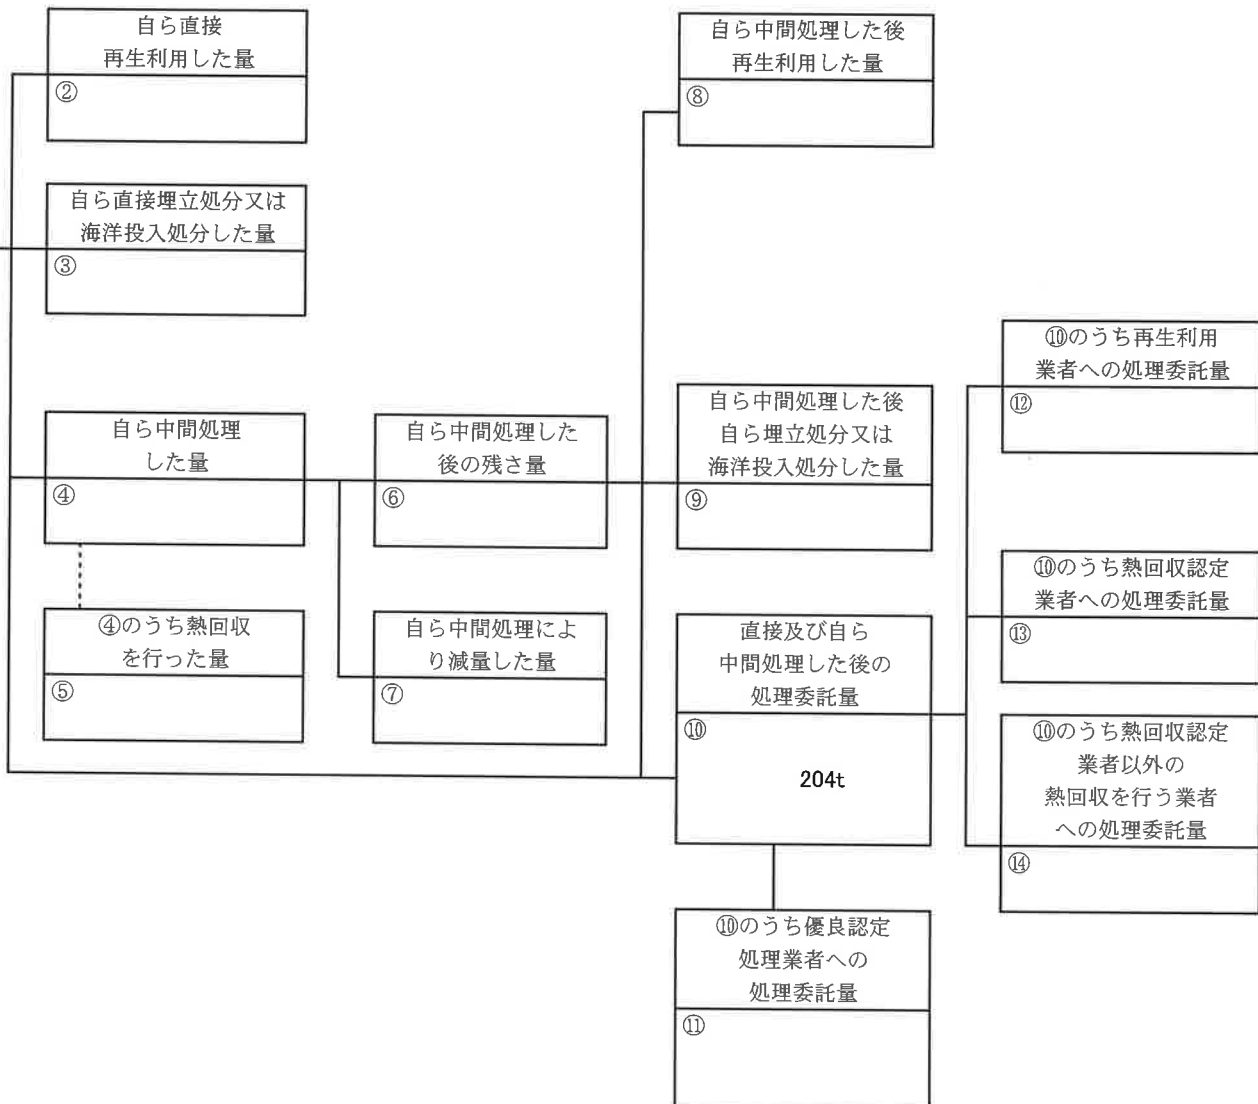 自ら直接
再生利用した量
②
自ら直接埋立処分又は
海洋投入処分した量
③
自ら中間処理
した量
④
④のうち熱回収
を行った量
⑤
自ら中間処理した
後の残さ量
⑥
自ら中間処理によ
り減量した量
⑦
自ら中間処理した後
再生利用した量
⑧
自ら中間処理した後
自ら埋立処分又は
海洋投入処分した量
⑨
直接及び自ら
中間処理した後の
処理委託量
⑩
204t
⑩のうち優良認定
処理業者への
処理委託量
⑪
⑩のうち再生利用
業者への処理委託量
⑫
⑩のうち熱回収認定
業者への処理委託量
⑬
⑩のうち熱回収認定
業者以外の
熱回収を行う業者
への処理委託量
⑭